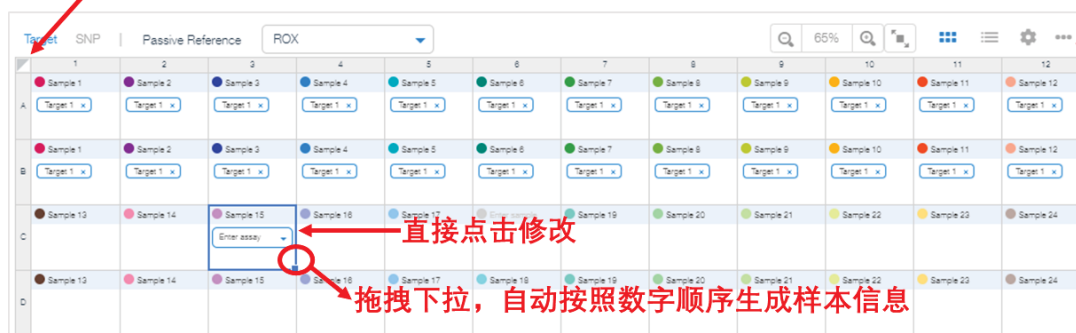 Target SNP | Passive Reference ROX 65%
1 2 3 4 5 6 7 8 9 10 11 12
Sample 1 Sample 2 Sample 3 Sample 4 Sample 5 Sample 6 Sample 7 Sample 8 Sample 9 Sample 10 Sample 11 Sample 12
A Target 1 x Target 1 x Target 1 x Target 1 x Target 1 x Target 1 x Target 1 x Target 1 x Target 1 x Target 1 x Target 1 x Target 1 x
Sample 1 Sample 2 Sample 3 Sample 4 Sample 5 Sample 6 Sample 7 Sample 8 Sample 9 Sample 10 Sample 11 Sample 12
B Target 1 x Target 1 x Target 1 x Target 1 x Target 1 x Target 1 x Target 1 x Target 1 x Target 1 x Target 1 x Target 1 x Target 1 x
Sample 13 Sample 14 Sample 15 Sample 16 Sample 17 Enter sample Sample 19 Sample 20 Sample 21 Sample 22 Sample 23 Sample 24
直接点击修改
C Enter assay
Sample 13 Sample 14 Sample 15 Sample 16 Sample 17 Sample 18 Sample 19 Sample 20 Sample 21 Sample 22 Sample 23 Sample 24
D
拖拽下拉，自动按照数字顺序生成样本信息